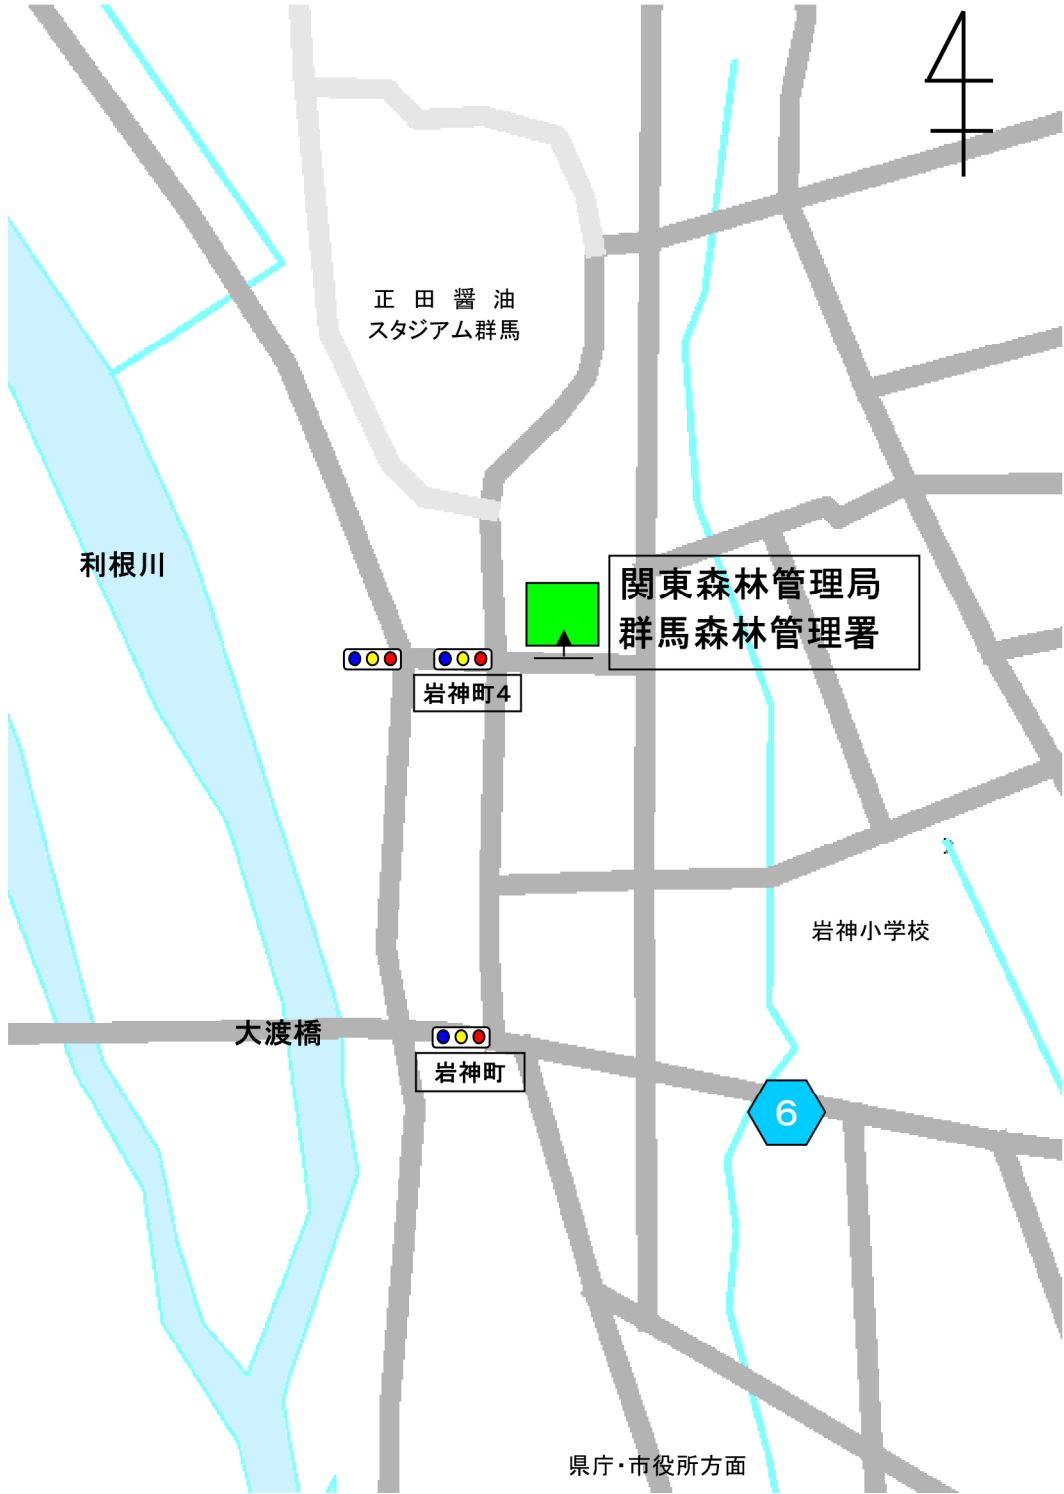 正田醤油
スタジアム群馬
利根川
関東森林管理局
群馬森林管理署
岩神町4
岩神小学校
大渡橋
岩神町
6
県庁・市役所方面